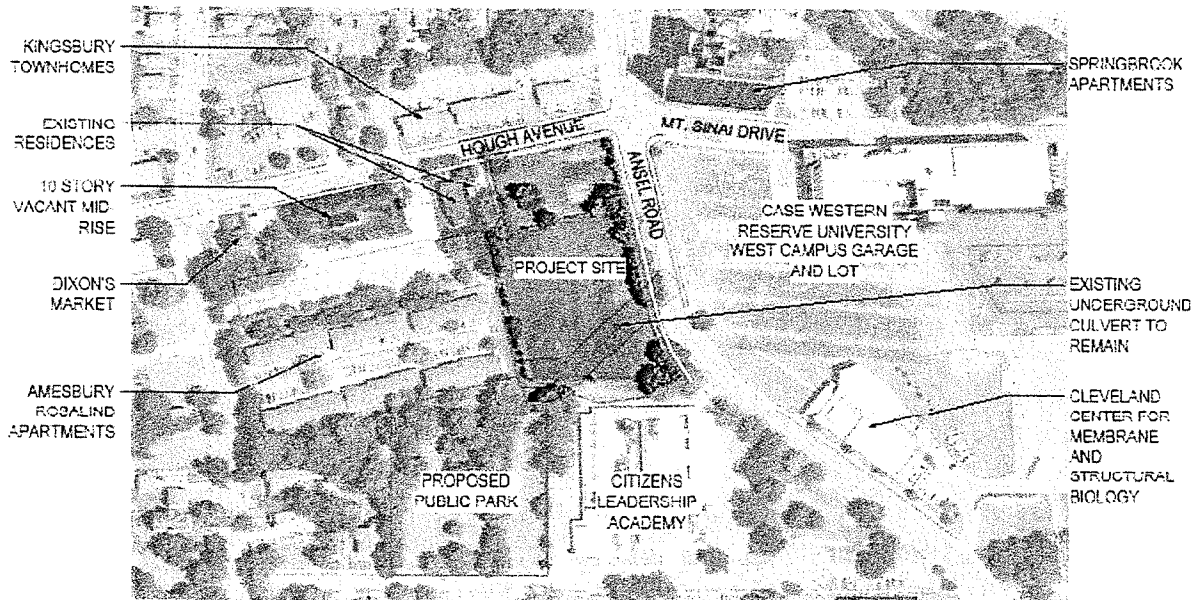 KINGSBURY
TOWNHOMES
EXISTING
RESIDENCES
10 STORY
VACANT MID-
RISE
DIXON'S
MARKET
AMESBURY
ROSALIND
APARTMENTS
HOUGH AVENUE
MT. SINAI DRIVE
ANSEL ROAD
PROJECT SITE
CASE WESTERN
RESERVE UNIVERSITY
WEST CAMPUS GARAGE
AND LOT
PROPOSED
PUBLIC PARK
CITIZENS
LEADERSHIP
ACADEMY
SPRINGBROOK
APARTMENTS
EXISTING
UNDERGROUND
CULVERT TO
REMAIN
CLEVELAND
CENTER FOR
MEMBRANE
AND
STRUCTURAL
BIOLOGY